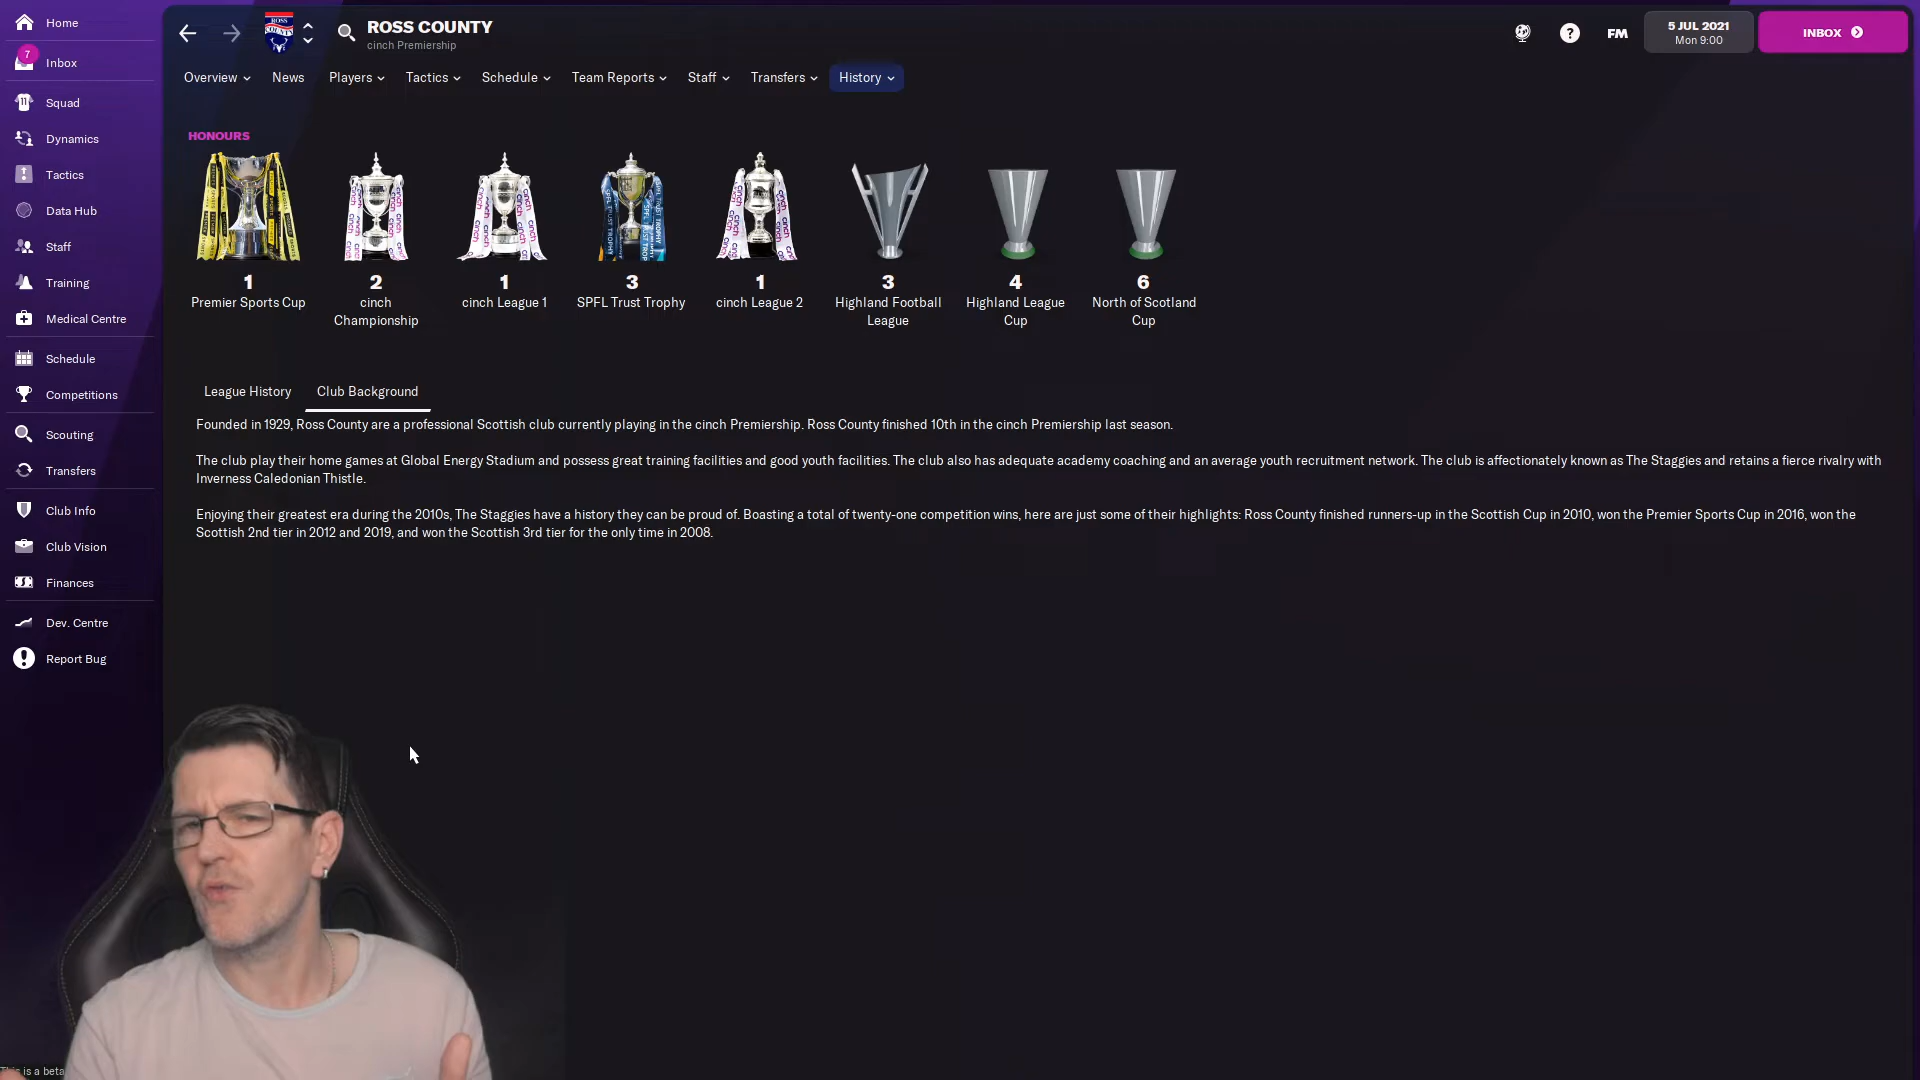 Home
7
Inbox
Squad
Dynamics
Tactics
Data Hub
Staff
Training
Medical Centre
Schedule
Competitions
Scouting
Transfers
Club Info
Club Vision
Finances
Dev. Centre
Report Bug
ROSS
COUNTY
ROSS COUNTY
cinch Premiership
FM
5 JUL 2021
Mon 9:00
INBOX
Overview News Players Tactics Schedule Team Reports Staff Transfers History
HONOURS
1 2 1 3 1 3 4 6
Premier Sports Cup
cinch
Championship
cinch League 1
SPFL Trust Trophy
cinch League 2
Highland Football
League
Highland League
Cup
North of Scotland
Cup
League History Club Background
Founded in 1929, Ross County are a professional Scottish club currently playing in the cinch Premiership. Ross County finished 10th in the cinch Premiership last season.
The club play their home games at Global Energy Stadium and possess great training facilities and good youth facilities. The club also has adequate academy coaching and an average youth recruitment network. The club is affectionately known as The Staggies and retains a fierce rivalry with
Inverness Caledonian Thistle.
Enjoying their greatest era during the 2010s, The Staggies have a history they can be proud of. Boasting a total of twenty-one competition wins, here are just some of their highlights: Ross County finished runners-up in the Scottish Cup in 2010, won the Premier Sports Cup in 2016, won the
Scottish 2nd tier in 2012 and 2019, and won the Scottish 3rd tier for the only time in 2008.
is a beta